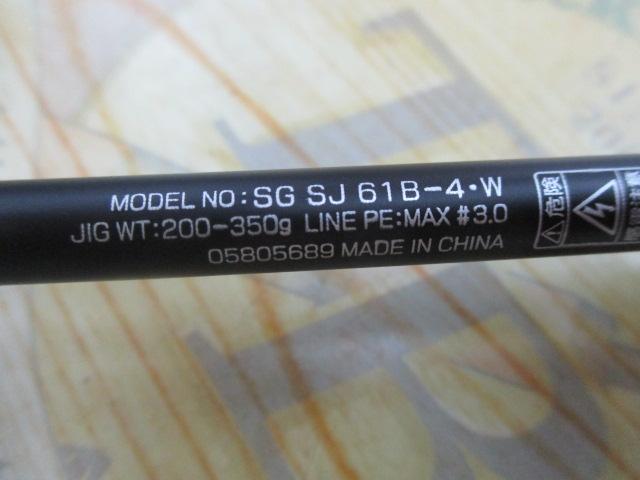 MODEL NO:SG SJ 61B-4・W
JIG WT:200-350g LINE PE:MAX #3.0
05805689 MADE IN CHINA
危険